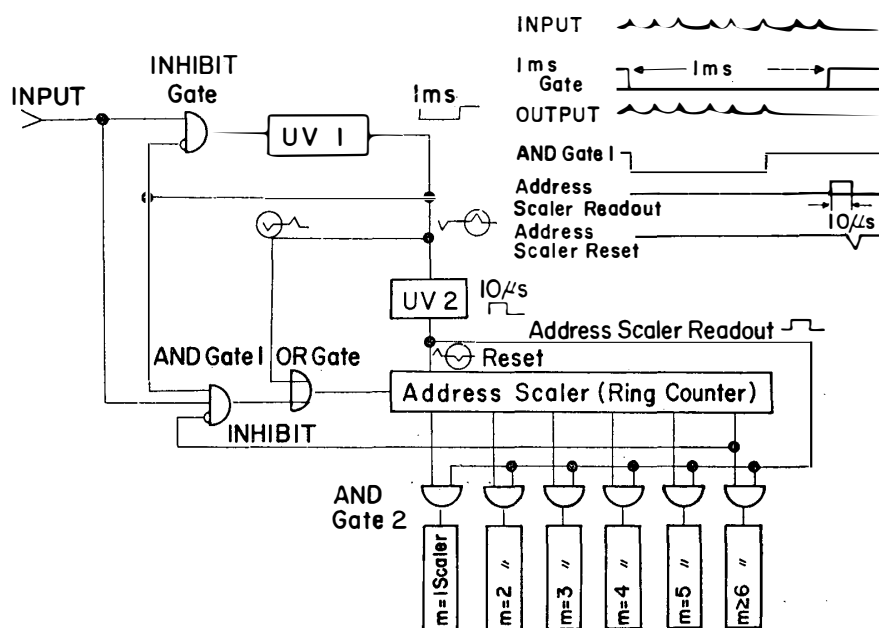 INPUT
INHIBIT
Gate
UV 1
1ms
UV 2
10μs
Address Scaler Readout
Reset
AND Gate 1 OR Gate
INHIBIT
Address Scaler (Ring Counter)
AND
Gate 2
m=1 Scaler
m=2 "
m=3 "
m=4 "
m=5 "
m≥6 "
INPUT
1ms
Gate
1ms
OUTPUT
AND Gate 1
Address
Scaler Readout
10μs
Address
Scaler Reset